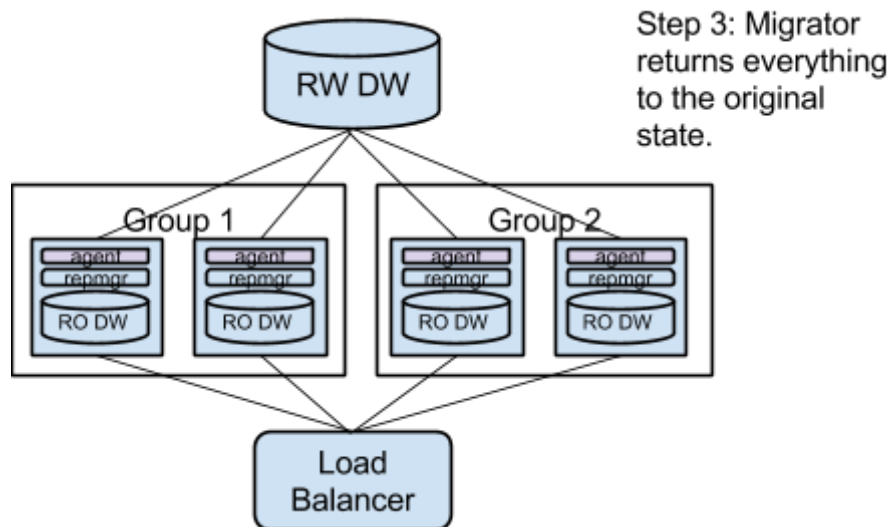 Step 3: Migrator
returns everything
to the original
state.
RW DW
Group 1
Group 2
agent
repmgr
RO DW
agent
repmgr
RO DW
agent
repmgr
RO DW
agent
repmgr
RO DW
Load
Balancer